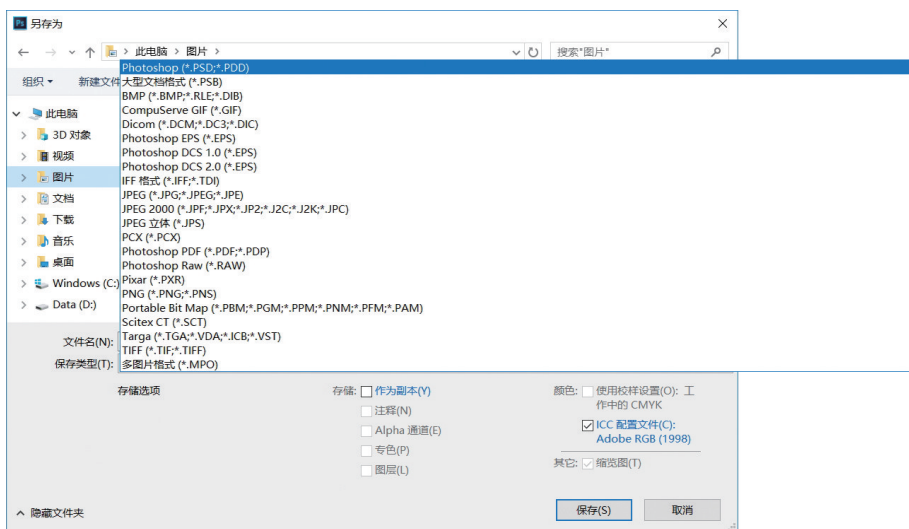 Ps 另存为
此电脑 > 图片 >
搜索"图片"
组织 新建文件
Photoshop (*.PSD;*.PDD)
大型文档格式 (*.PSB)
BMP (*.BMP;*.RLE;*.DIB)
CompuServe GIF (*.GIF)
Dicom (*.DCM;*.DC3;*.DIC)
Photoshop EPS (*.EPS)
Photoshop DCS 1.0 (*.EPS)
Photoshop DCS 2.0 (*.EPS)
IFF 格式 (*.IFF;*.TDI)
JPEG (*.JPG;*.JPEG;*.JPE)
JPEG 2000 (*.JPF;*.JPX;*.JP2;*.J2C;*.J2K;*.JPC)
JPEG 立体 (*.JPS)
PCX (*.PCX)
Photoshop PDF (*.PDF;*.PDP)
Photoshop Raw (*.RAW)
Pixar (*.PXR)
PNG (*.PNG;*.PNS)
Portable Bit Map (*.PBM;*.PGM;*.PPM;*.PNM;*.PFM;*.PAM)
Scitex CT (*.SCT)
Targa (*.TGA;*.VDA;*.ICB;*.VST)
TIFF (*.TIF;*.TIFF)
多图片格式 (*.MPO)
此电脑
3D 对象
视频
图片
文档
下载
音乐
桌面
Windows (C:)
Data (D:)
文件名(N):
保存类型(T):
存储选项
存储: 作为副本(Y)
注释(N)
Alpha 通道(E)
专色(P)
图层(L)
颜色: 使用校样设置(O): 工
作中的 CMYK
ICC 配置文件(C):
Adobe RGB (1998)
其它: 缩览图(T)
隐藏文件夹
保存(S)
取消